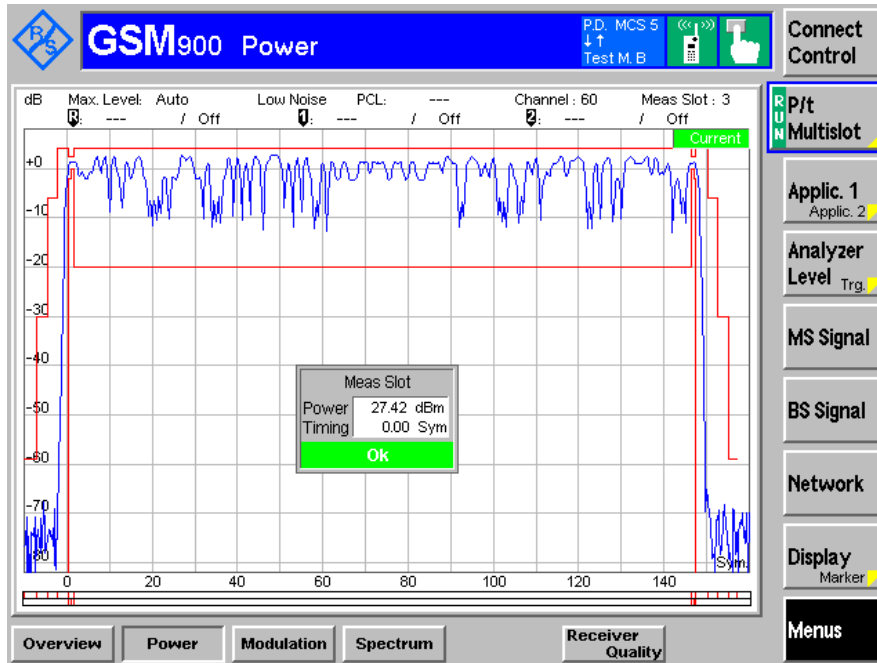 R/S
GSM900 Power
P.D. MCS 5
↓↑
Test M. B
Connect
Control
dB Max. Level: Auto Low Noise PCL: --- Channel : 60 Meas Slot : 3
R: --- / Off 1: --- / Off 2: --- / Off
RUN
P/t
Multislot
Current
+0
-10
-20
-30
-40
-50
-60
-70
-80
Meas Slot
Power 27.42 dBm
Timing 0.00 Sym
Ok
Sym.
0 20 40 60 80 100 120 140
Applic. 1
Applic. 2
Analyzer
Level Trg.
MS Signal
BS Signal
Network
Display
Marker
Menus
Overview Power Modulation Spectrum Receiver
Quality